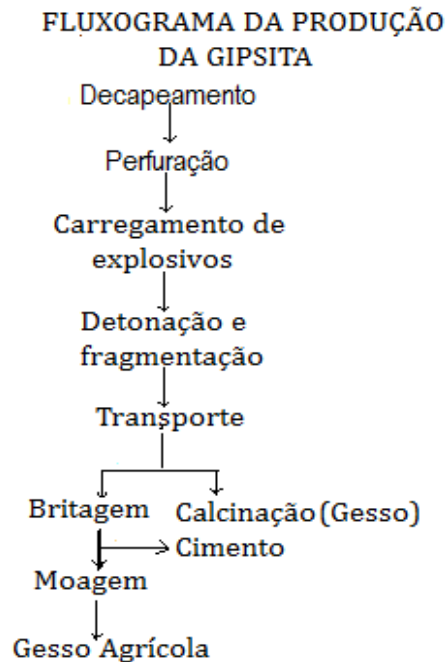 FLUXOGRAMA DA PRODUÇÃO
DA GIPSITA
Decapeamento
Perfuração
Carregamento de
explosivos
Detonação e
fragmentação
Transporte
Britagem
Calcinação (Gesso)
Cimento
Moagem
Gesso Agrícola